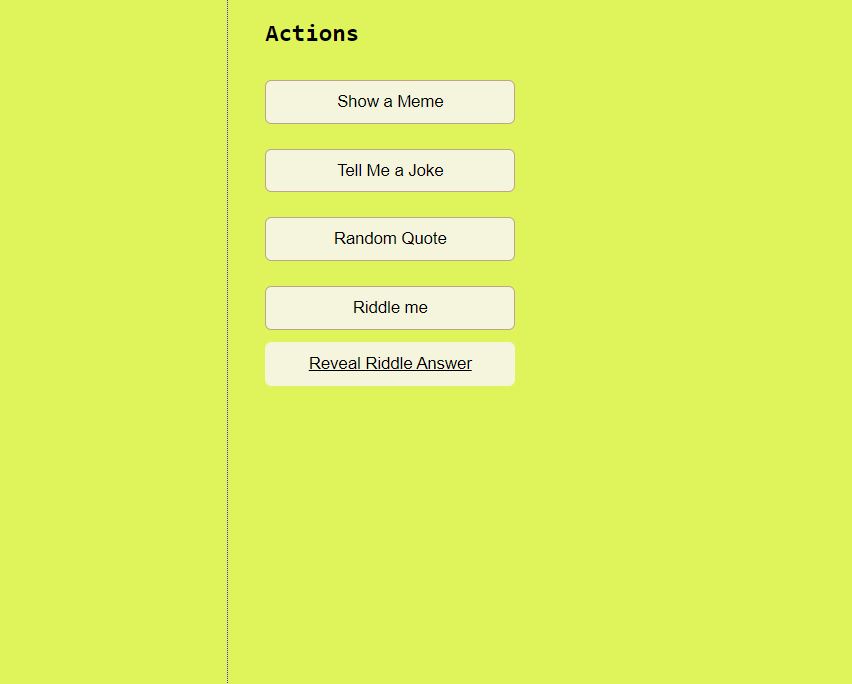 Actions
Show a Meme
Tell Me a Joke
Random Quote
Riddle me
Reveal Riddle Answer